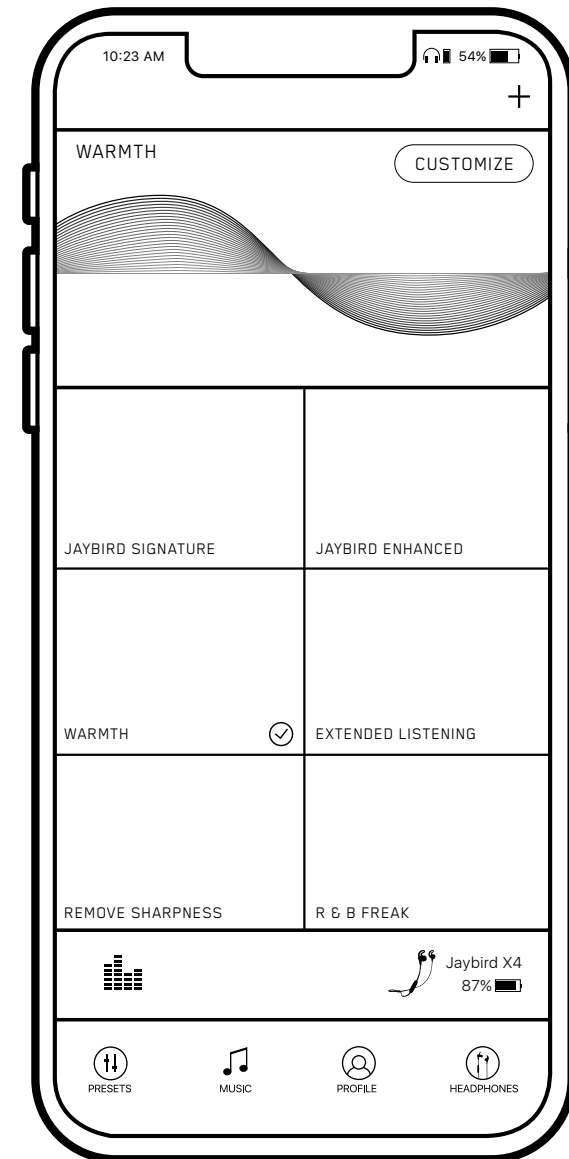 10:23 AM 54%
WARMTH CUSTOMIZE
JAYBIRD SIGNATURE JAYBIRD ENHANCED
WARMTH EXTENDED LISTENING
REMOVE SHARPNESS R & B FREAK
Jaybird X4
87%
PRESETS MUSIC PROFILE HEADPHONES